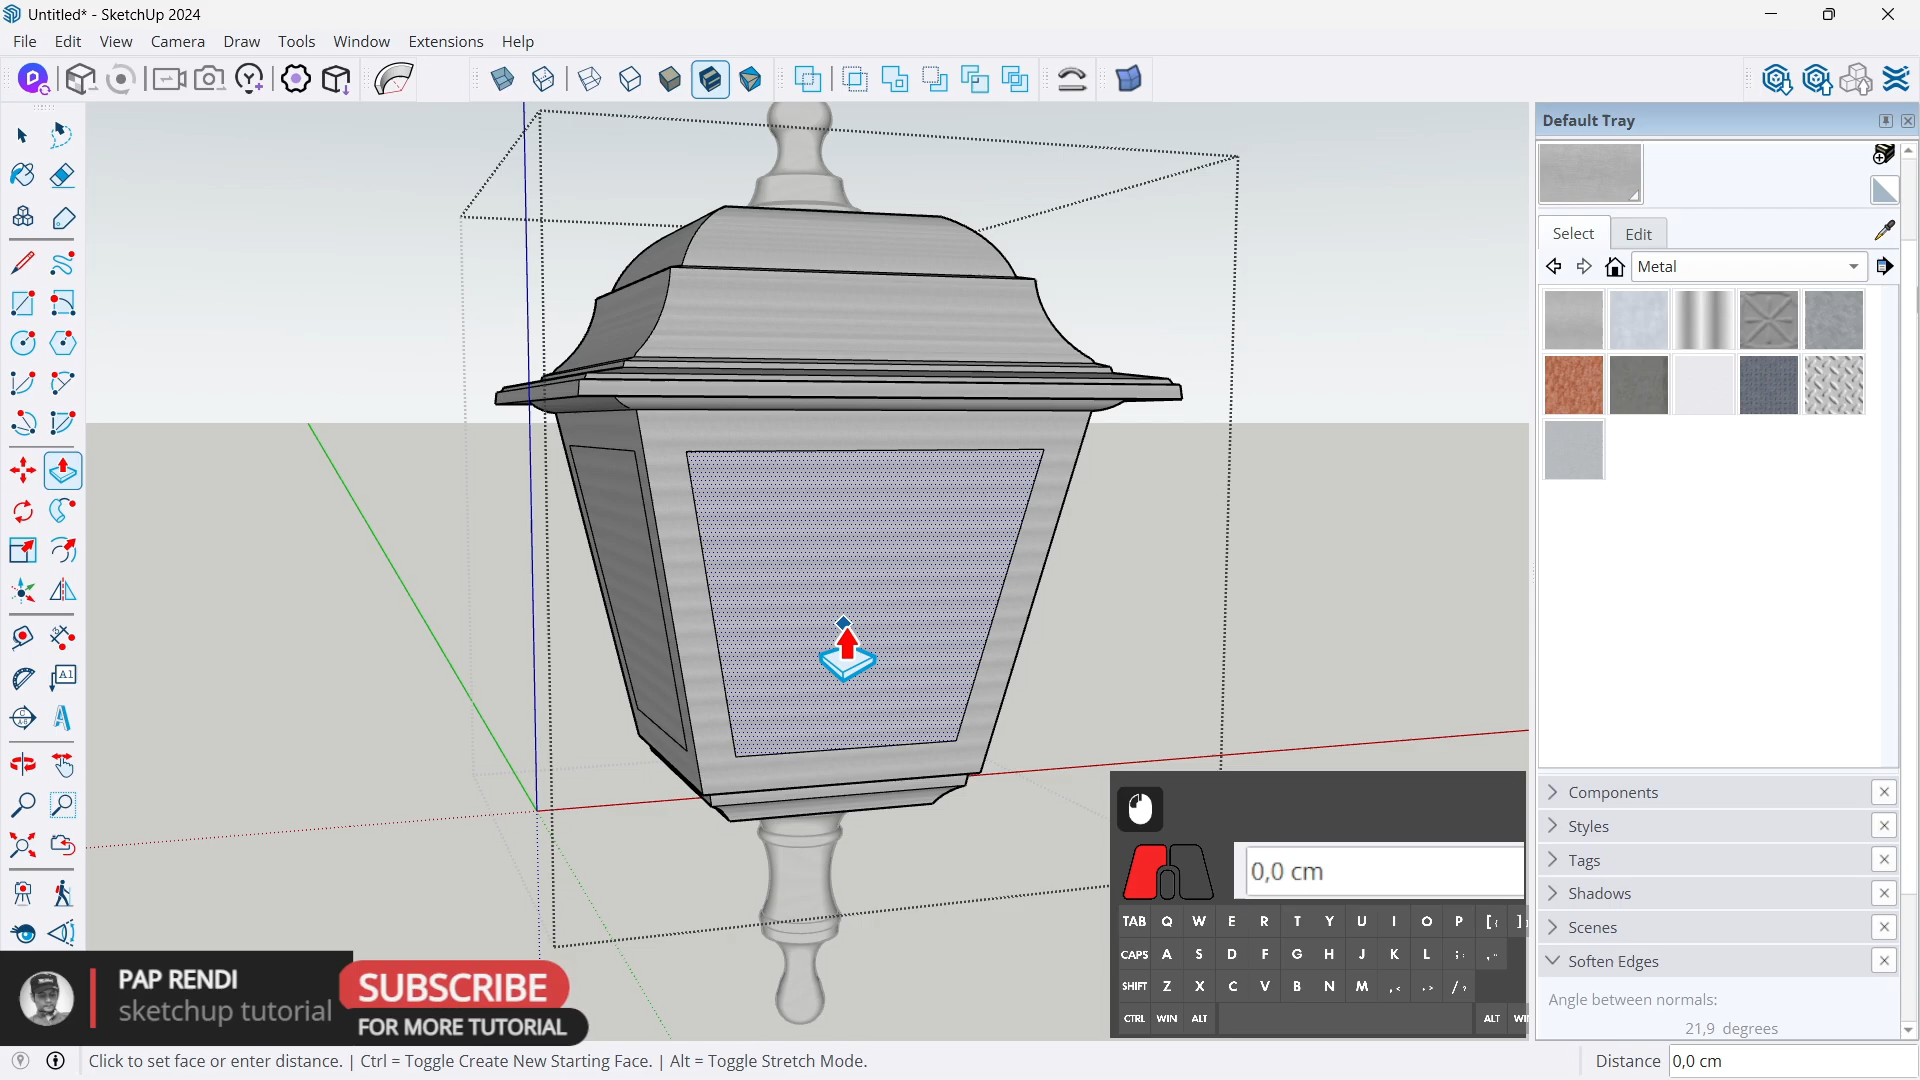 Untitled* - SketchUp 2024
File Edit View Camera Draw Tools Window Extensions Help
Default Tray
Select Edit
Metal
Components
Styles
Tags
Shadows
Scenes
Soften Edges
Angle between normals:
21,9 degrees
0,0 cm
TAB Q W E R T Y U I O P [{ ]
CAPS A S D F G H J K L ;: ,"
SHIFT Z X C V B N M ,< .> /?
CTRL WIN ALT ALT WI
PAP RENDI
sketchup tutorial
SUBSCRIBE
FOR MORE TUTORIAL
Click to set face or enter distance. | Ctrl = Toggle Create New Starting Face. | Alt = Toggle Stretch Mode.
Distance 0,0 cm